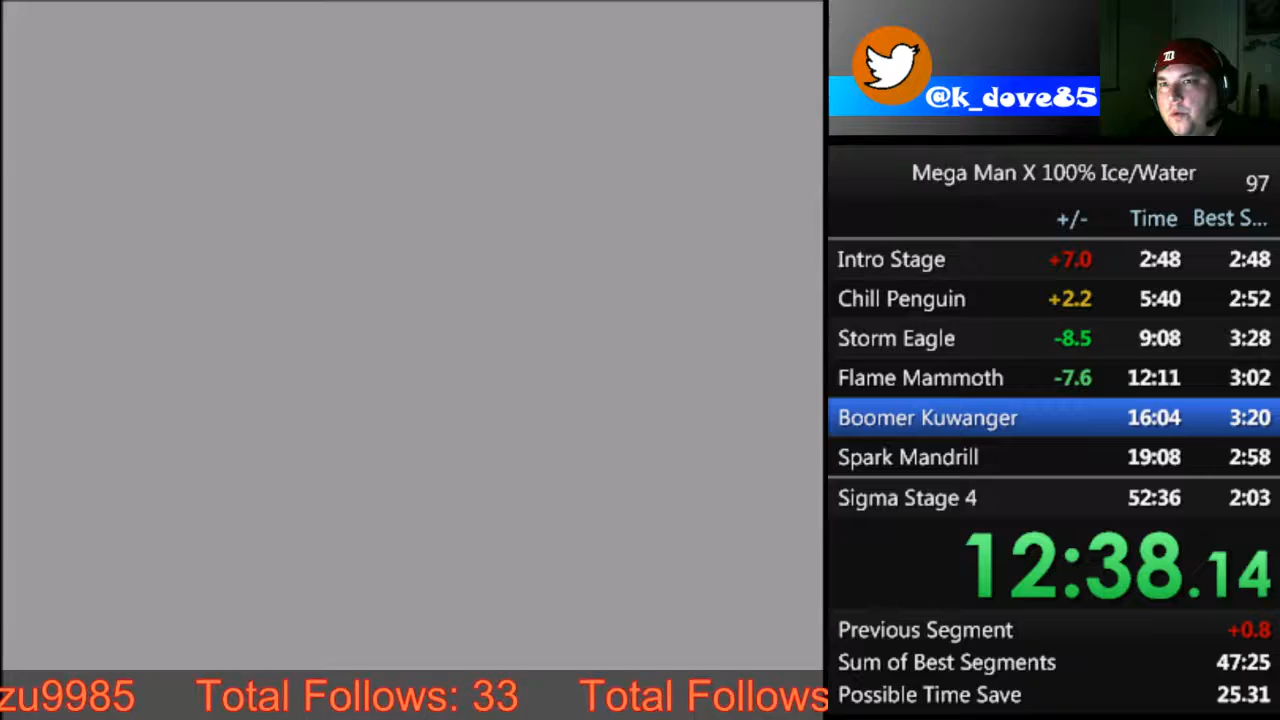 @k_dove85
Mega Man X 100% Ice/Water
97
+/- Time Best S...
Intro Stage +7.0 2:48 2:48
Chill Penguin +2.2 5:40 2:52
Storm Eagle -8.5 9:08 3:28
Flame Mammoth -7.6 12:11 3:02
Boomer Kuwanger 16:04 3:20
Spark Mandrill 19:08 2:58
Sigma Stage 4 52:36 2:03
12:38.14
Previous Segment +0.8
Sum of Best Segments 47:25
Possible Time Save 25.31
zu9985 Total Follows: 33 Total Follows